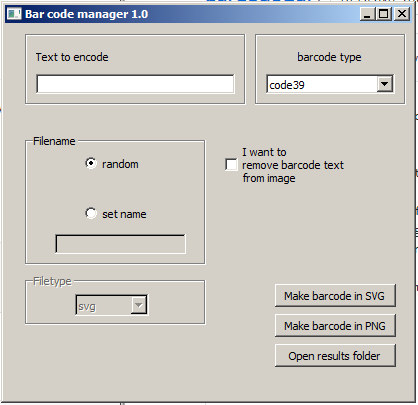 Bar code manager 1.0
Text to encode
barcode type
code39
Filename
random
I want to
remove barcode text
from image
set name
Filetype
svg
Make barcode in SVG
Make barcode in PNG
Open results folder